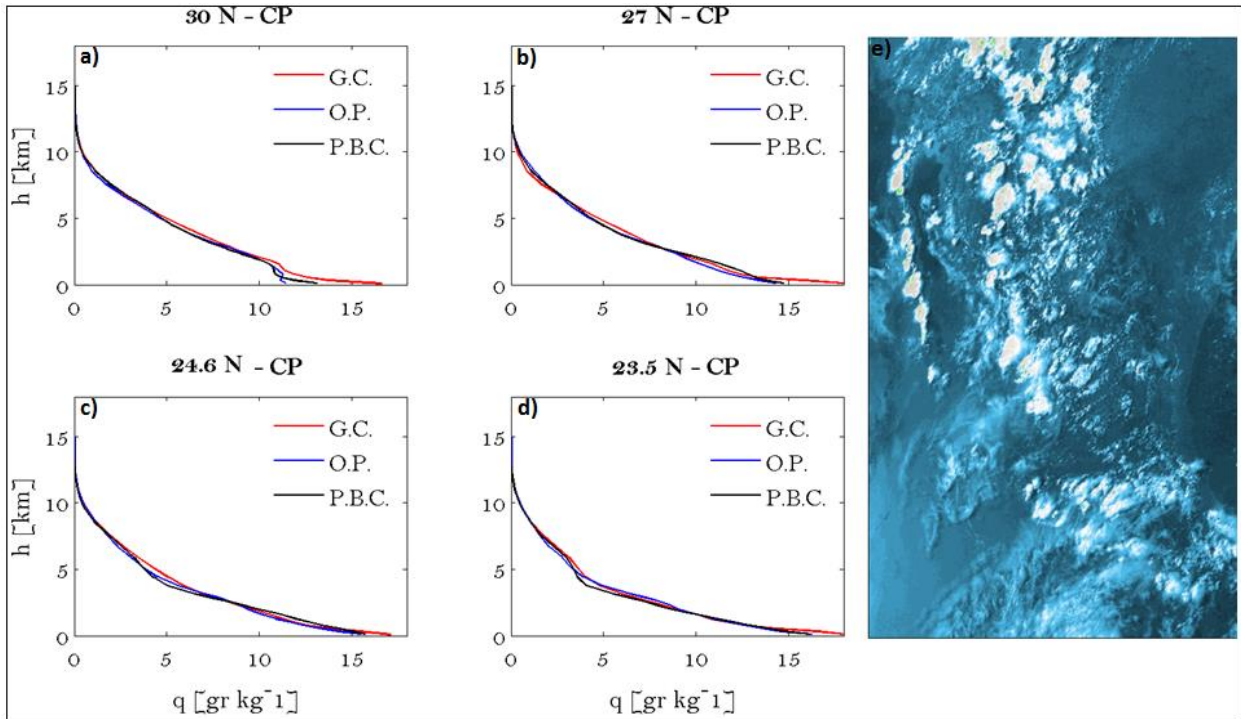 30 N - CP
a)
15
10
5
0
h [km]
G.C.
O.P.
P.B.C.
0 5 10 15
27 N - CP
b)
15
10
5
0
G.C.
O.P.
P.B.C.
0 5 10 15
e)
24.6 N - CP
c)
15
10
5
0
h [km]
G.C.
O.P.
P.B.C.
0 5 10 15
q [gr kg⁻1]
23.5 N - CP
d)
15
10
5
0
G.C.
O.P.
P.B.C.
0 5 10 15
q [gr kg⁻1]